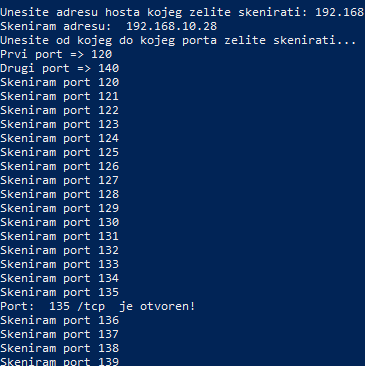 Unesite adresu hosta kojeg zelite skenirati: 192.168
Skeniram adresu:  192.168.10.28
Unesite od kojeg do kojeg porta zelite skenirati...
Prvi port => 120
Drugi port => 140
Skeniram port 120
Skeniram port 121
Skeniram port 122
Skeniram port 123
Skeniram port 124
Skeniram port 125
Skeniram port 126
Skeniram port 127
Skeniram port 128
Skeniram port 129
Skeniram port 130
Skeniram port 131
Skeniram port 132
Skeniram port 133
Skeniram port 134
Skeniram port 135
Port:  135 /tcp  je otvoren!
Skeniram port 136
Skeniram port 137
Skeniram port 138
Skeniram port 139